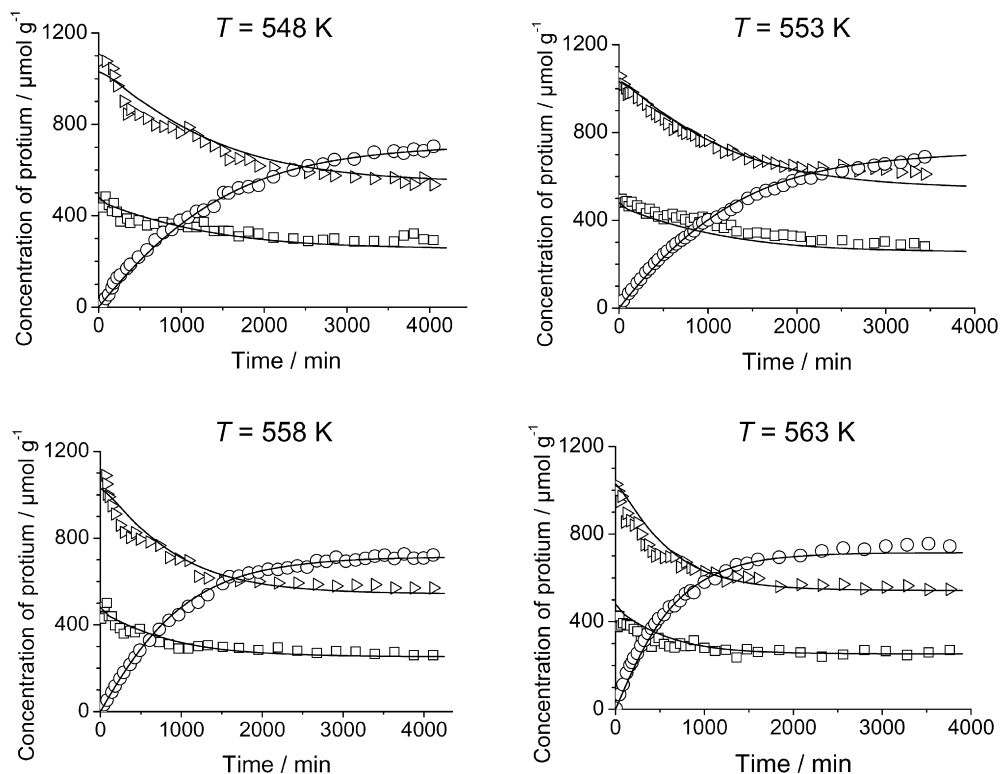 T = 548 K
1200
800
400
0
0 1000 2000 3000 4000
Concentration of protium / µmol g-1
Time / min
T = 553 K
1200
800
400
0
0 1000 2000 3000 4000
Concentration of protium / µmol g-1
Time / min
T = 558 K
1200
800
400
0
0 1000 2000 3000 4000
Concentration of protium / µmol g-1
Time / min
T = 563 K
1200
800
400
0
0 1000 2000 3000 4000
Concentration of protium / µmol g-1
Time / min